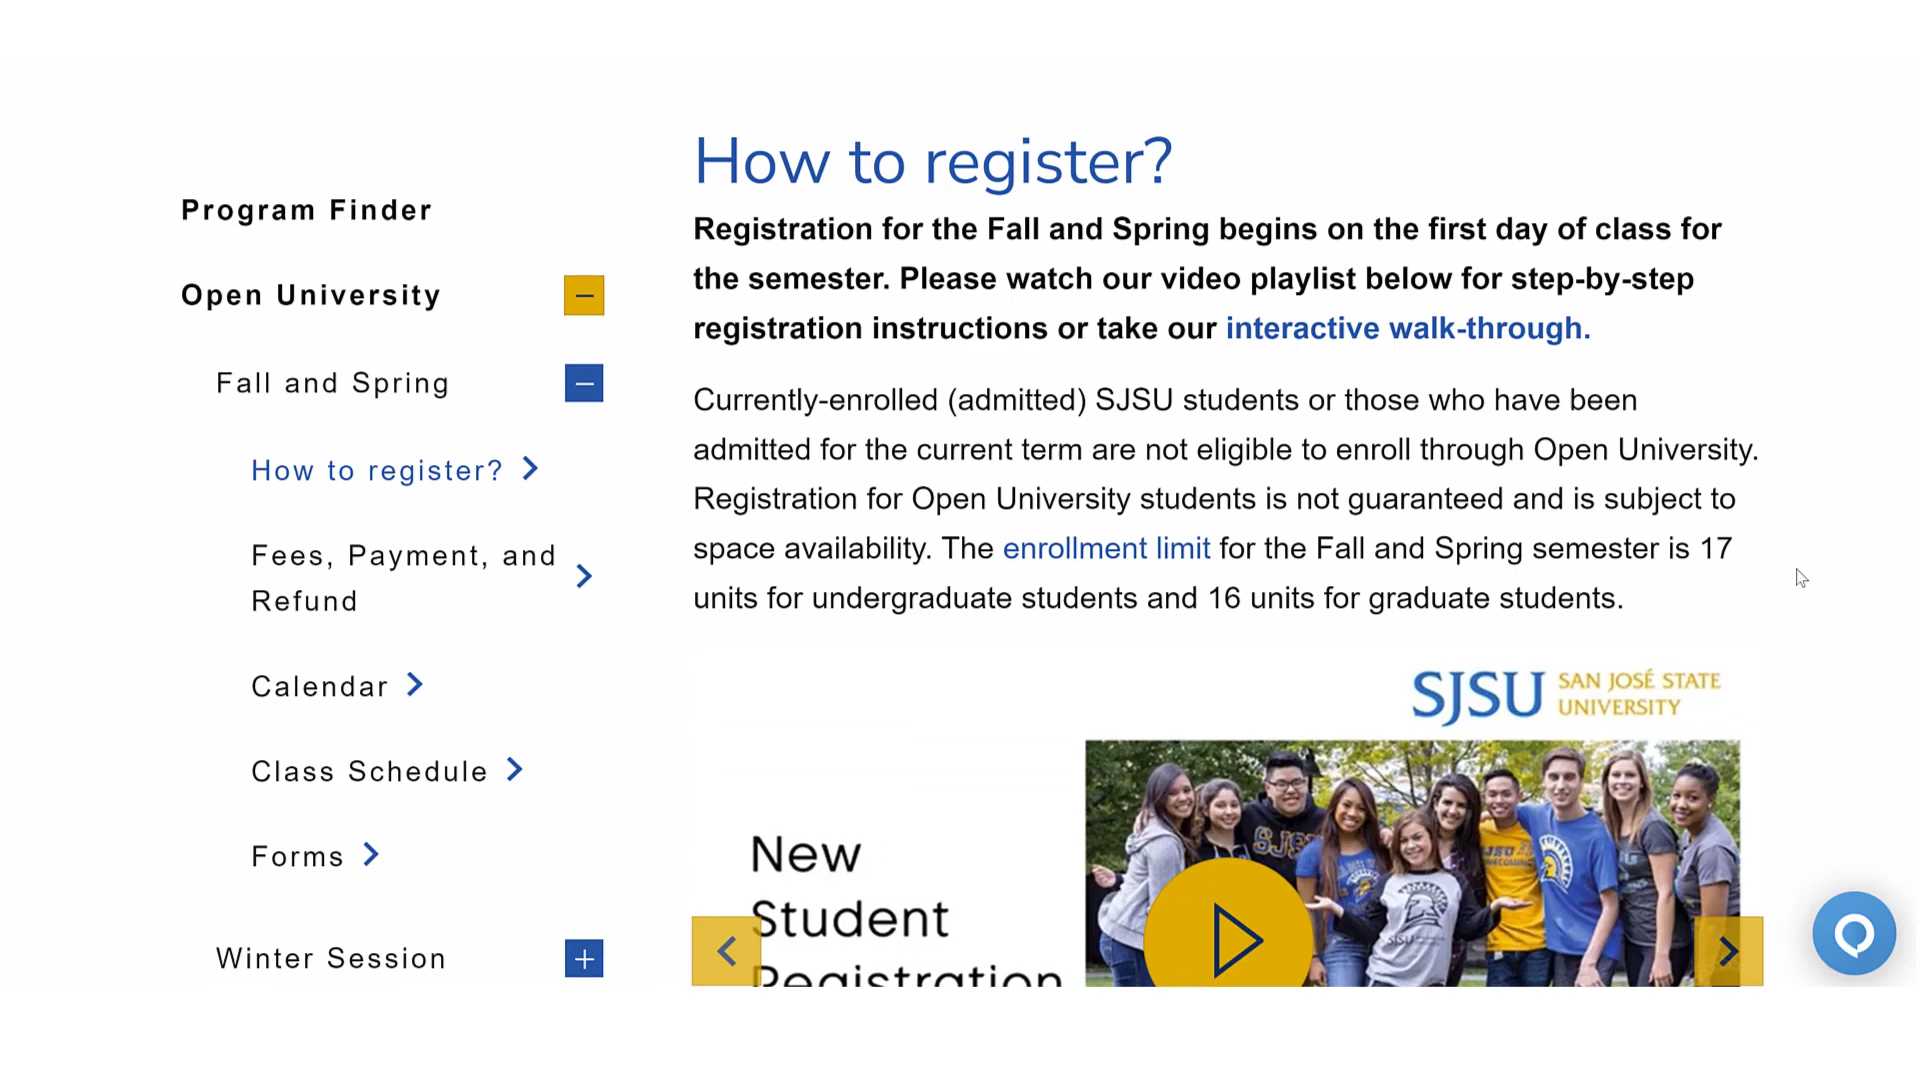 Program Finder
Open University
Fall and Spring
How to register?
Fees, Payment, and
Refund
Calendar
Class Schedule
Forms
Winter Session
How to register?
Registration for the Fall and Spring begins on the first day of class for
the semester. Please watch our video playlist below for step-by-step
registration instructions or take our interactive walk-through.
Currently-enrolled (admitted) SJSU students or those who have been
admitted for the current term are not eligible to enroll through Open University.
Registration for Open University students is not guaranteed and is subject to
space availability. The enrollment limit for the Fall and Spring semester is 17
units for undergraduate students and 16 units for graduate students.
SJSU SAN JOSÉ STATE
UNIVERSITY
New
Student
Registration